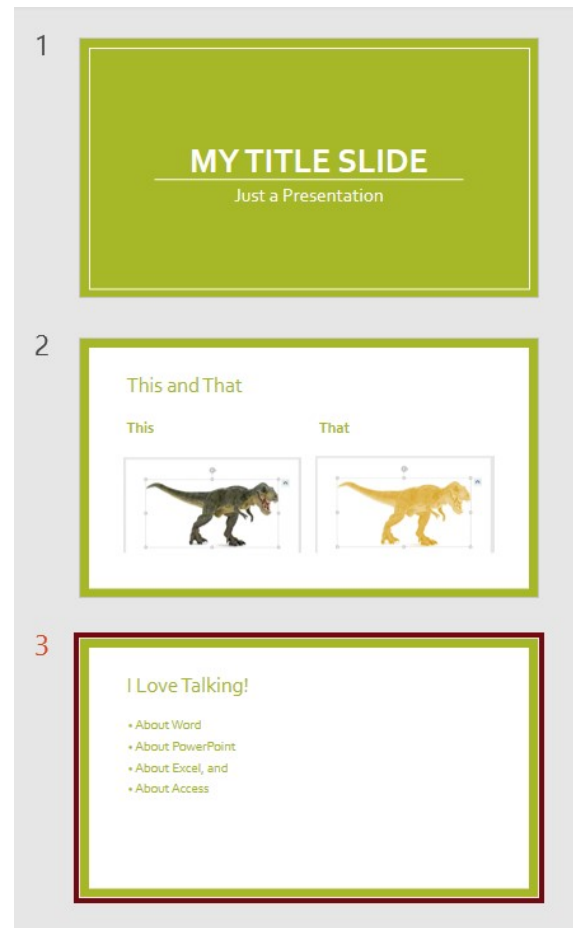 1
MY TITLE SLIDE
Just a Presentation
2
This and That
This That
3
I Love Talking!
• About Word
• About PowerPoint
• About Excel, and
• About Access